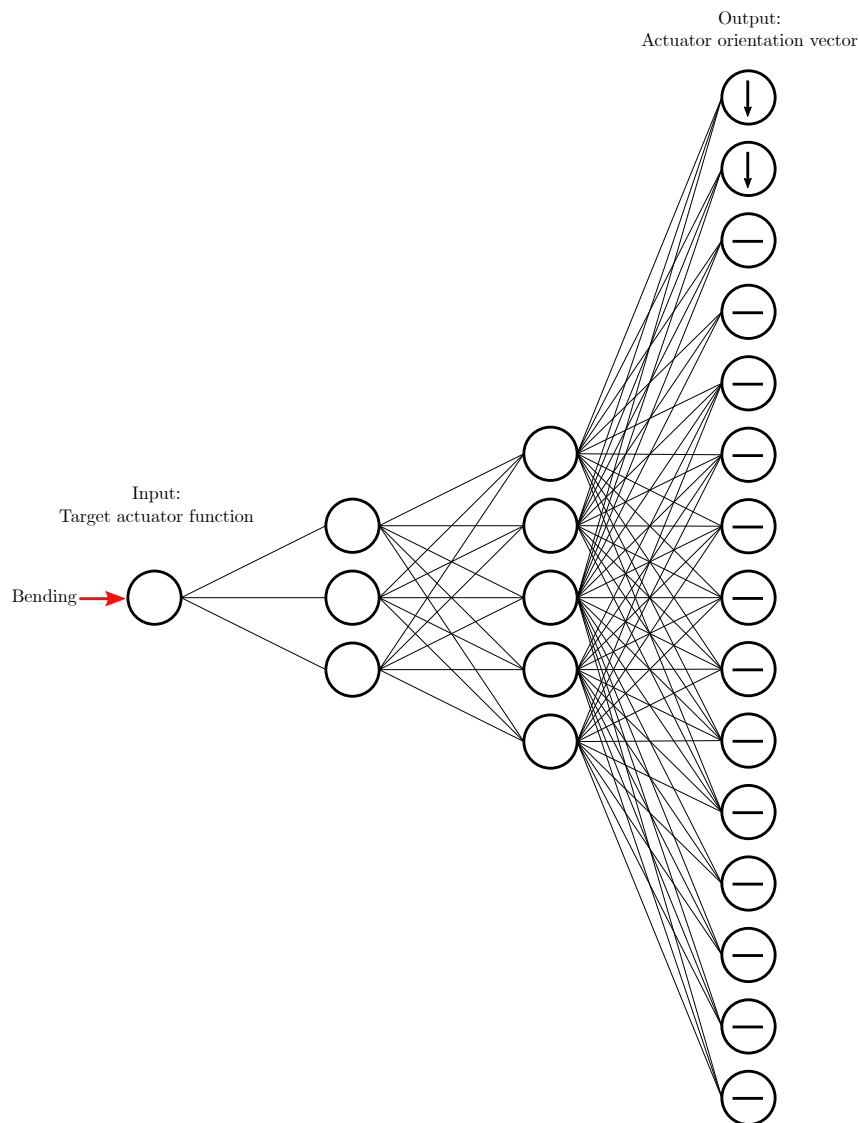 Output:
Actuator orientation vector
Input:
Target actuator function
Bending